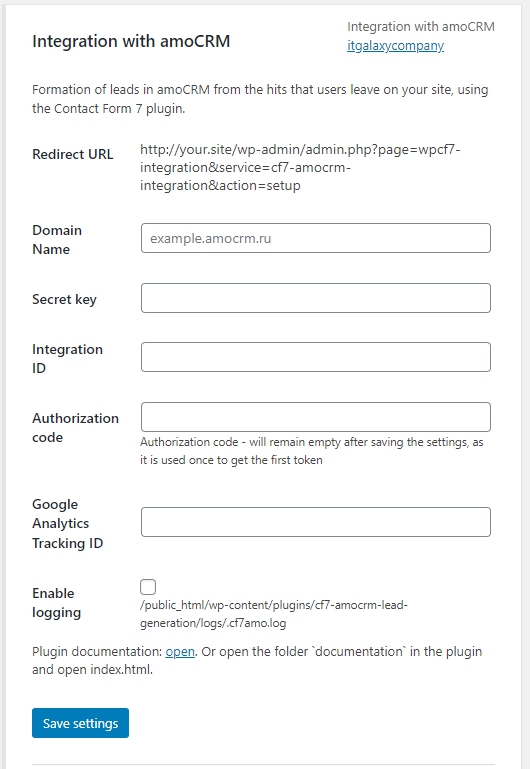 Integration with amoCRM
Integration with amoCRM
itgalaxycompany
Formation of leads in amoCRM from the hits that users leave on your site, using
the Contact Form 7 plugin.
Redirect URL
http://your.site/wp-admin/admin.php?page=wpcf7-
integration&service=cf7-amocrm-
integration&action=setup
Domain
Name
example.amocrm.ru
Secret key
Integration
ID
Authorization
code
Authorization code - will remain empty after saving the settings, as
it is used once to get the first token
Google
Analytics
Tracking ID
Enable
logging
/public_html/wp-content/plugins/cf7-amocrm-lead-
generation/logs/.cf7amo.log
Plugin documentation: open. Or open the folder `documentation` in the plugin
and open index.html.
Save settings